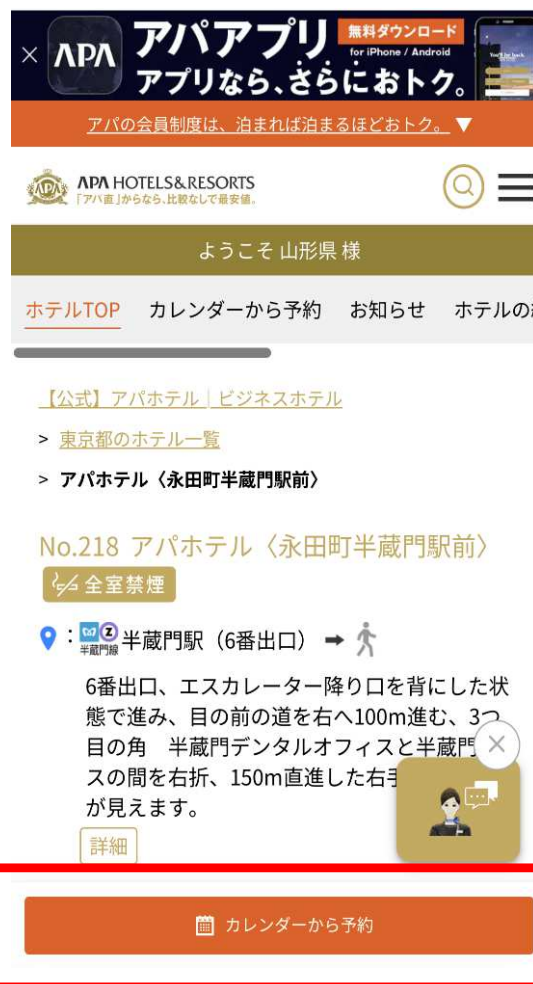 × APA アパアプリ 無料ダウンロード for iPhone / Android
アプリなら、さらにおトク。
アパの会員制度は、泊まれば泊まるほどおトク。▼
APA HOTELS&RESORTS
「アパ直」からなら、比較なしで最安値。
ようこそ 山形県 様
ホテルTOP カレンダーから予約 お知らせ ホテルの
【公式】アパホテル│ビジネスホテル
> 東京都のホテル一覧
> アパホテル〈永田町半蔵門駅前〉
No.218 アパホテル〈永田町半蔵門駅前〉
全室禁煙
: Z 半蔵門線 半蔵門駅（6番出口） ➡
6番出口、エスカレーター降り口を背にした状
態で進み、目の前の道を右へ100m進む、3つ
目の角 半蔵門デンタルオフィスと半蔵門
スの間を右折、150m直進した右手
が見えます。
詳細
カレンダーから予約